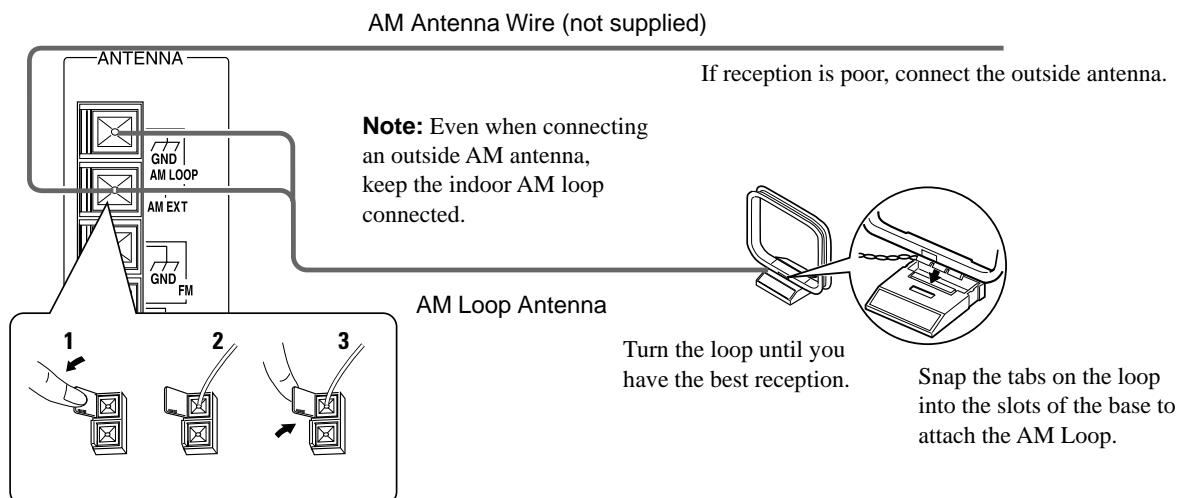 AM Antenna Wire (not supplied)
ANTENNA
If reception is poor, connect the outside antenna.
Note: Even when connecting
an outside AM antenna,
keep the indoor AM loop
connected.
GND
AM LOOP
AM EXT
GND
FM
AM Loop Antenna
1
2
3
Turn the loop until you
have the best reception.
Snap the tabs on the loop
into the slots of the base to
attach the AM Loop.